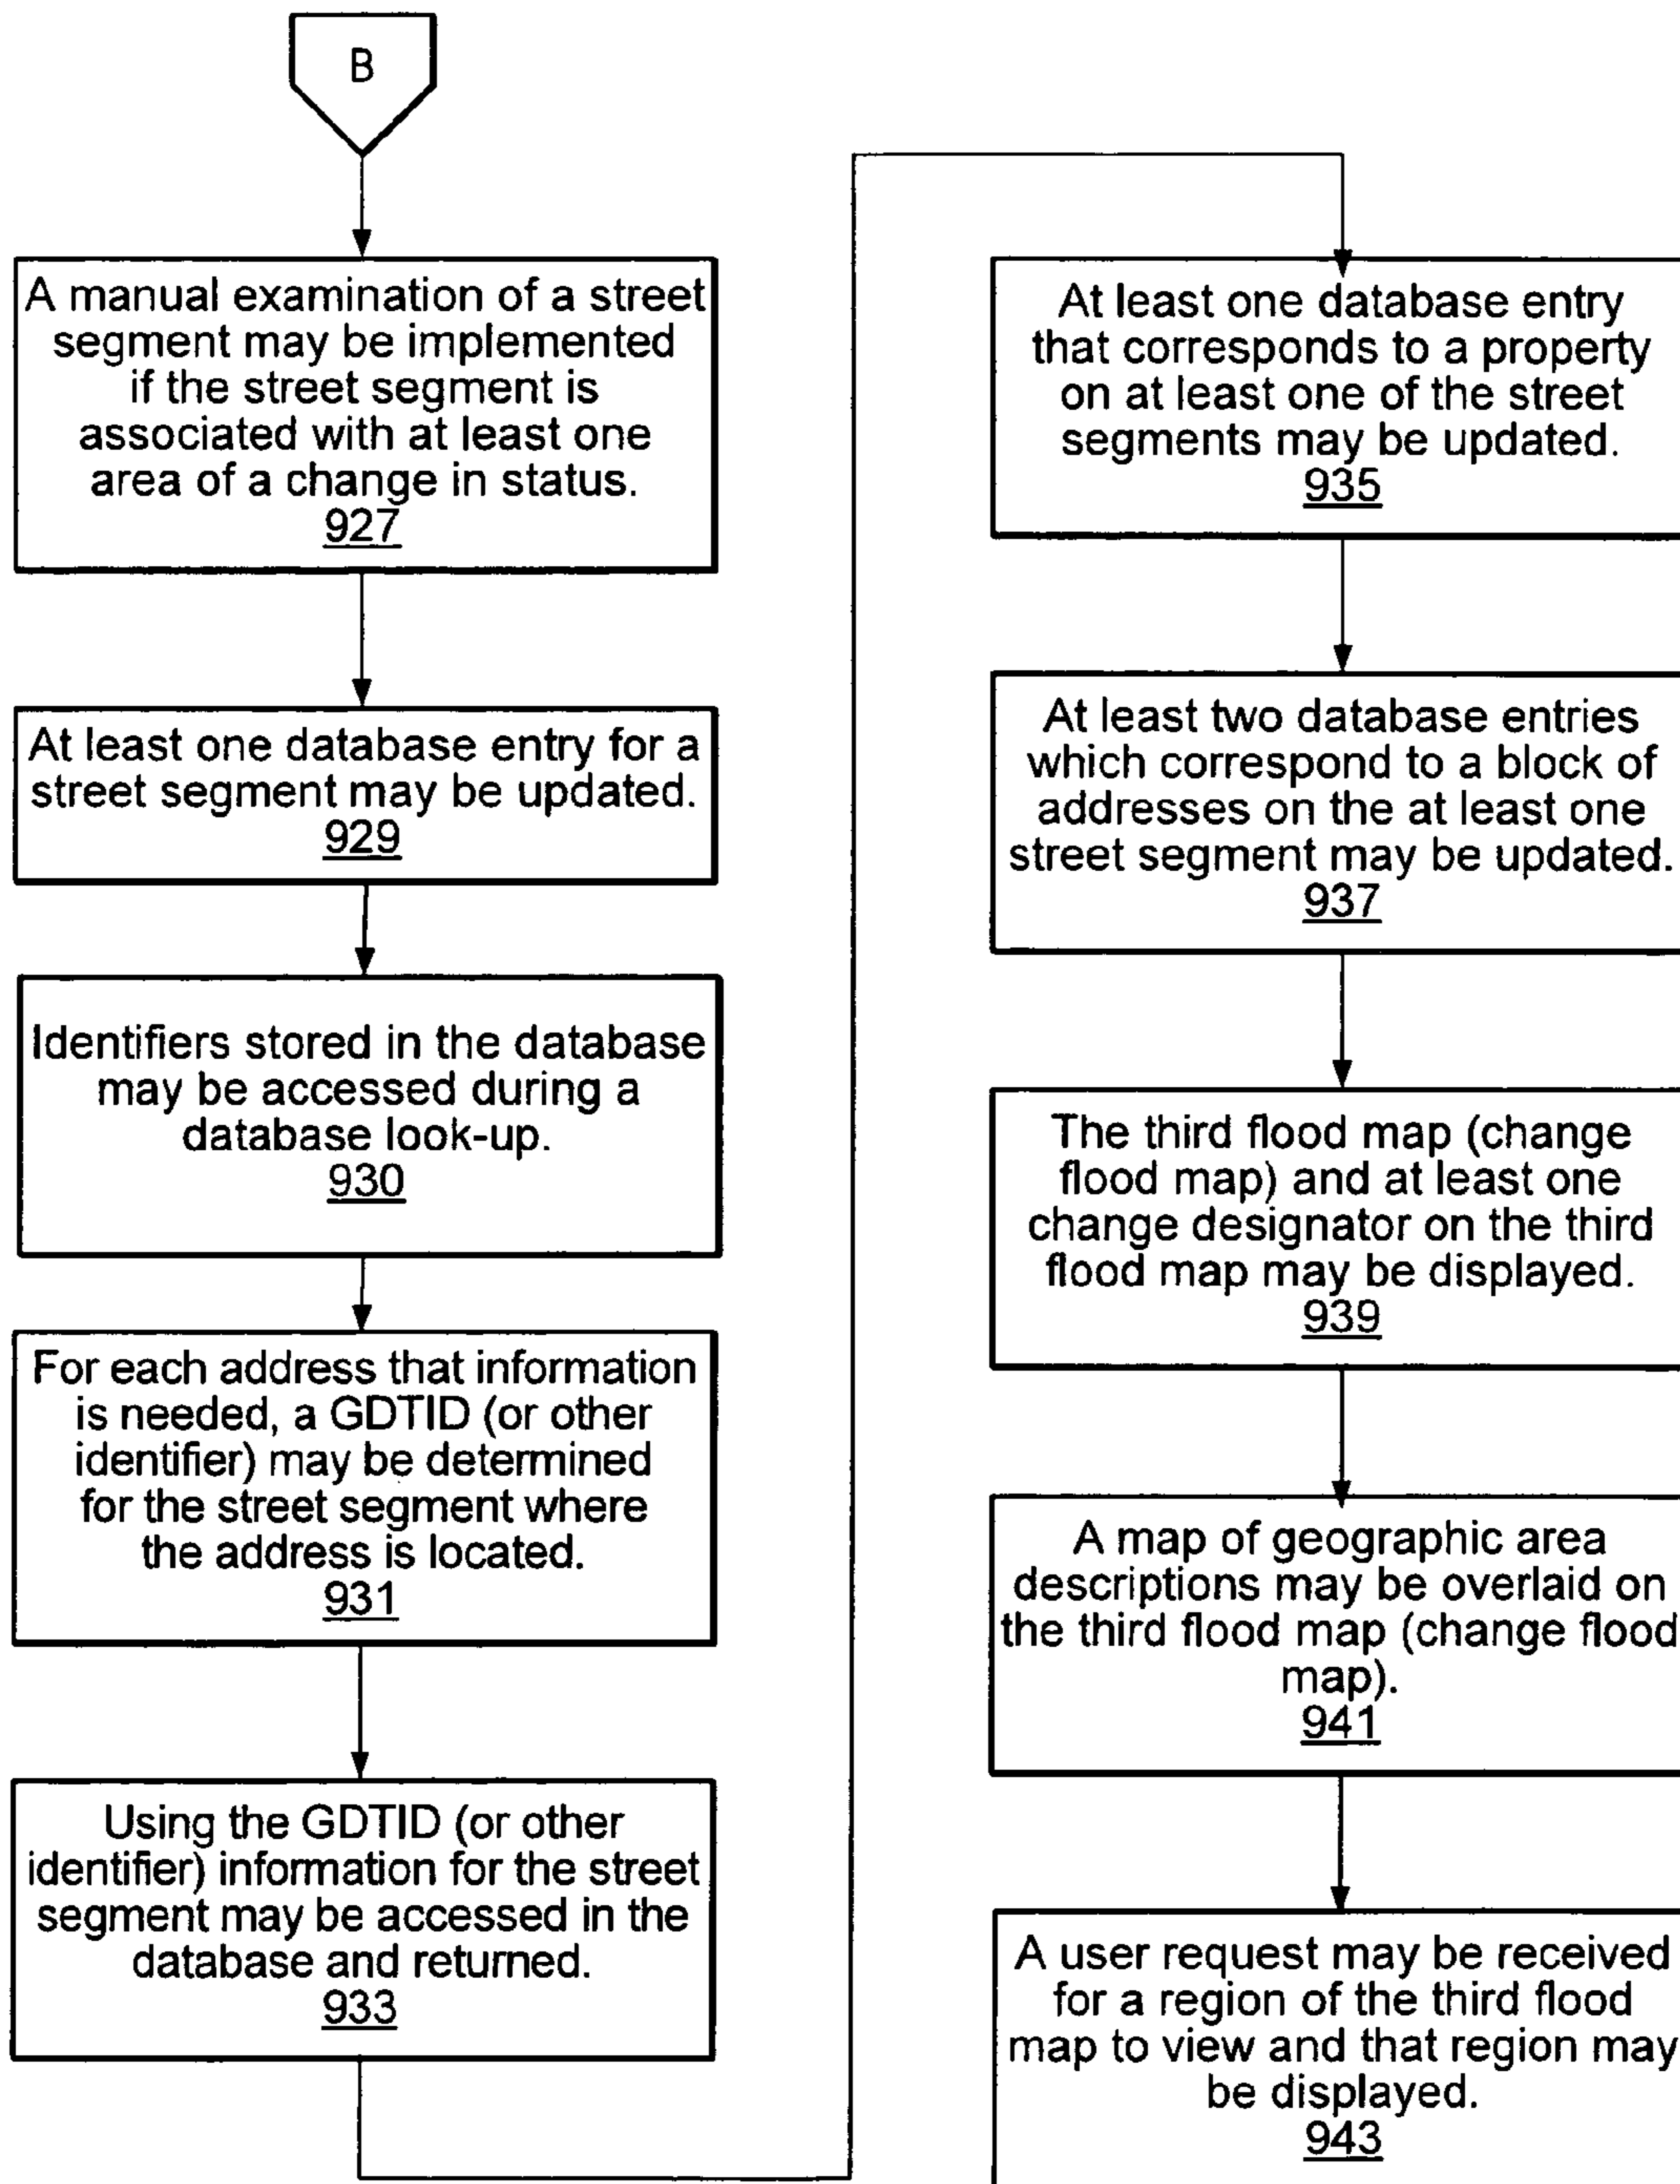 B
A manual examination of a street
segment may be implemented
if the street segment is
associated with at least one
area of a change in status.
927
At least one database entry for a
street segment may be updated.
929
Identifiers stored in the database
may be accessed during a
database look-up.
930
For each address that information
is needed, a GDTID (or other
identifier) may be determined
for the street segment where
the address is located.
931
Using the GDTID (or other
identifier) information for the street
segment may be accessed in the
database and returned.
933
At least one database entry
that corresponds to a property
on at least one of the street
segments may be updated.
935
At least two database entries
which correspond to a block of
addresses on the at least one
street segment may be updated.
937
The third flood map (change
flood map) and at least one
change designator on the third
flood map may be displayed.
939
A map of geographic area
descriptions may be overlaid on
the third flood map (change flood
map).
941
A user request may be received
for a region of the third flood
map to view and that region may
be displayed.
943